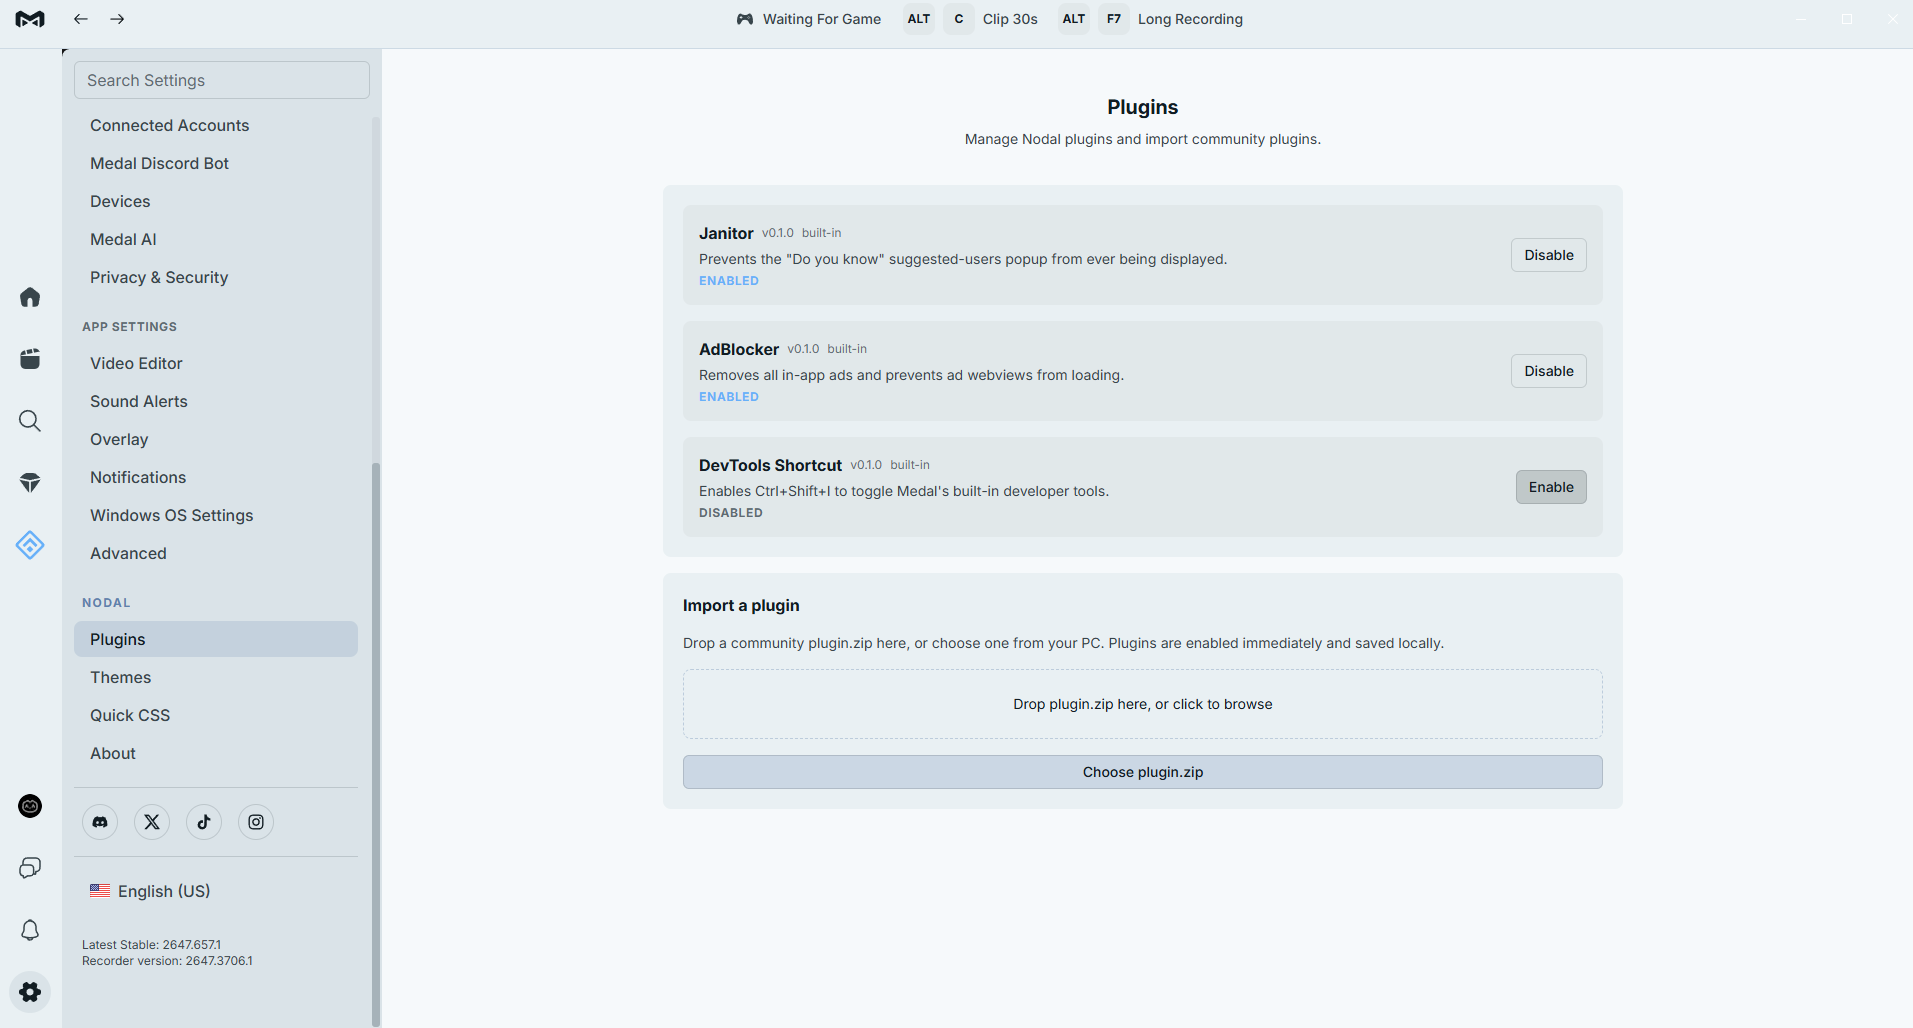 Waiting For Game ALT C Clip 30s ALT F7 Long Recording
Search Settings
Connected Accounts
Medal Discord Bot
Devices
Medal AI
Privacy & Security
APP SETTINGS
Video Editor
Sound Alerts
Overlay
Notifications
Windows OS Settings
Advanced
NODAL
Plugins
Themes
Quick CSS
About
English (US)
Latest Stable: 2647.657.1
Recorder version: 2647.3706.1
Plugins
Manage Nodal plugins and import community plugins.
Janitor v0.1.0 built-in
Prevents the "Do you know" suggested-users popup from ever being displayed.
ENABLED
Disable
AdBlocker v0.1.0 built-in
Removes all in-app ads and prevents ad webviews from loading.
ENABLED
Disable
DevTools Shortcut v0.1.0 built-in
Enables Ctrl+Shift+I to toggle Medal's built-in developer tools.
DISABLED
Enable
Import a plugin
Drop a community plugin.zip here, or choose one from your PC. Plugins are enabled immediately and saved locally.
Drop plugin.zip here, or click to browse
Choose plugin.zip